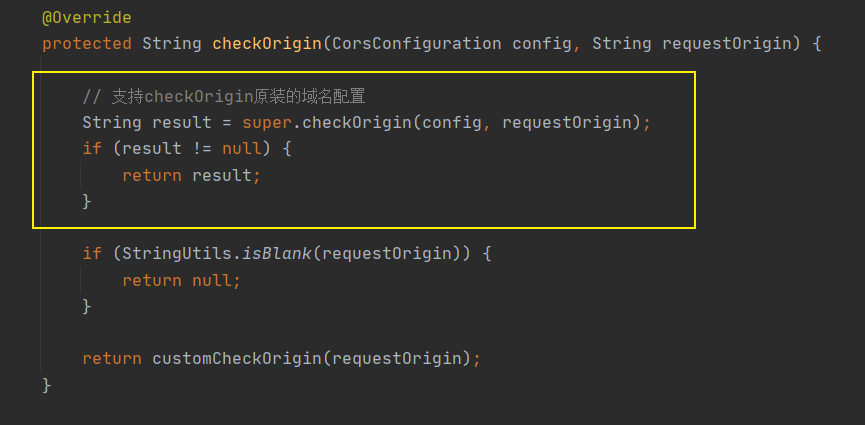 @Override
protected String checkOrigin(CorsConfiguration config, String requestOrigin) {
// 支持checkOrigin原装的域名配置
String result = super.checkOrigin(config, requestOrigin);
if (result != null) {
return result;
}
if (StringUtils.isBlank(requestOrigin)) {
return null;
}
return customCheckOrigin(requestOrigin);
}